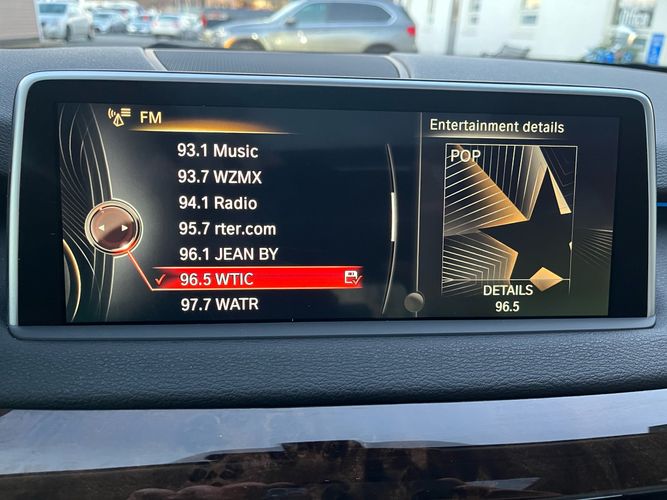 FM
93.1 Music
93.7 WZMX
94.1 Radio
95.7 rter.com
96.1 JEAN BY
96.5 WTIC
97.7 WATR
Entertainment details
POP
DETAILS
96.5